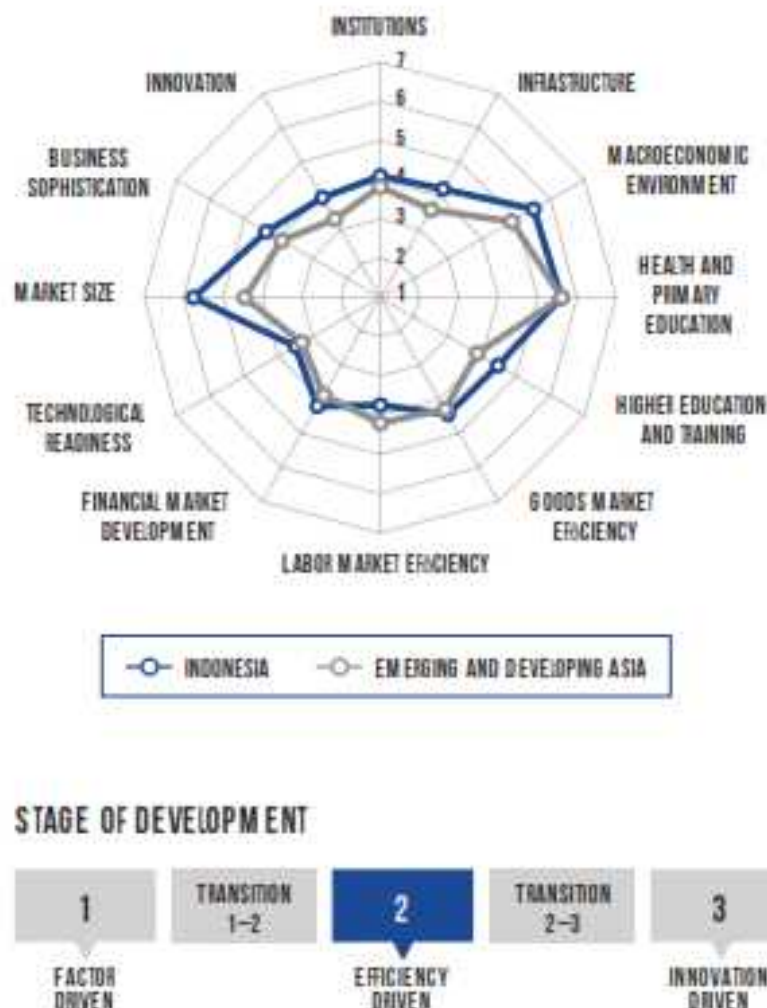 INSTITUTIONS
7
INNOVATION
INFRASTRUCTURE
6
5
BUSINESS
SOPHISTICATION
MACROECONOMIC
ENVIRONMENT
4
3
2
MARKET SIZE
1
HEALTH AND
PRIMARY
EDUCATION
TECHNOLOGICAL
READINESS
HIGHER EDUCATION
AND TRAINING
FINANCIAL MARKET
DEVELOPMENT
GOODS MARKET
EFFICIENCY
LABOR MARKET EFFICIENCY
INDONESIA
EMERGING AND DEVELOPING ASIA
STAGE OF DEVELOPMENT
1
TRANSITION
1–2
2
TRANSITION
2–3
3
FACTOR
DRIVEN
EFFICIENCY
DRIVEN
INNOVATION
DRIVEN